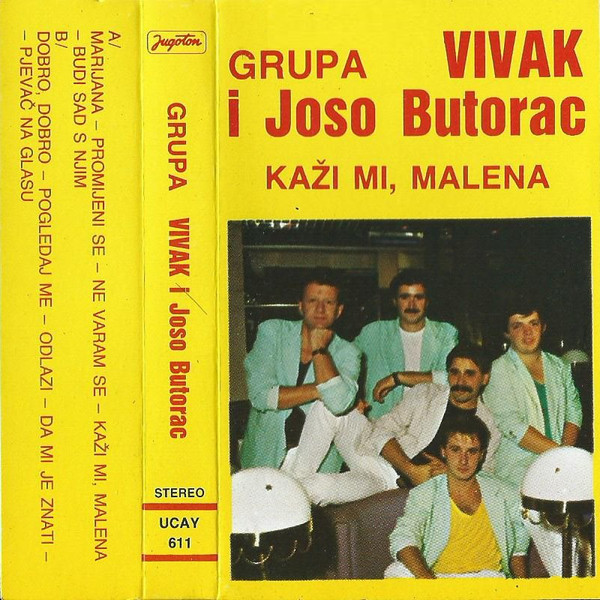 A/
MARIJANA – PROMIJENI SE – NE VARAM SE – KAŽI MI, MALENA
– BUDI SAD S NJIM
B/
DOBRO, DOBRO – POGLEDAJ ME – ODLAZI – DA MI JE ZNATI –
– PJEVAČ NA GLASU
Jugoton
GRUPA VIVAK i Joso Butorac
STEREO
UCAY
611
GRUPA VIVAK
i Joso Butorac
KAŽI MI, MALENA